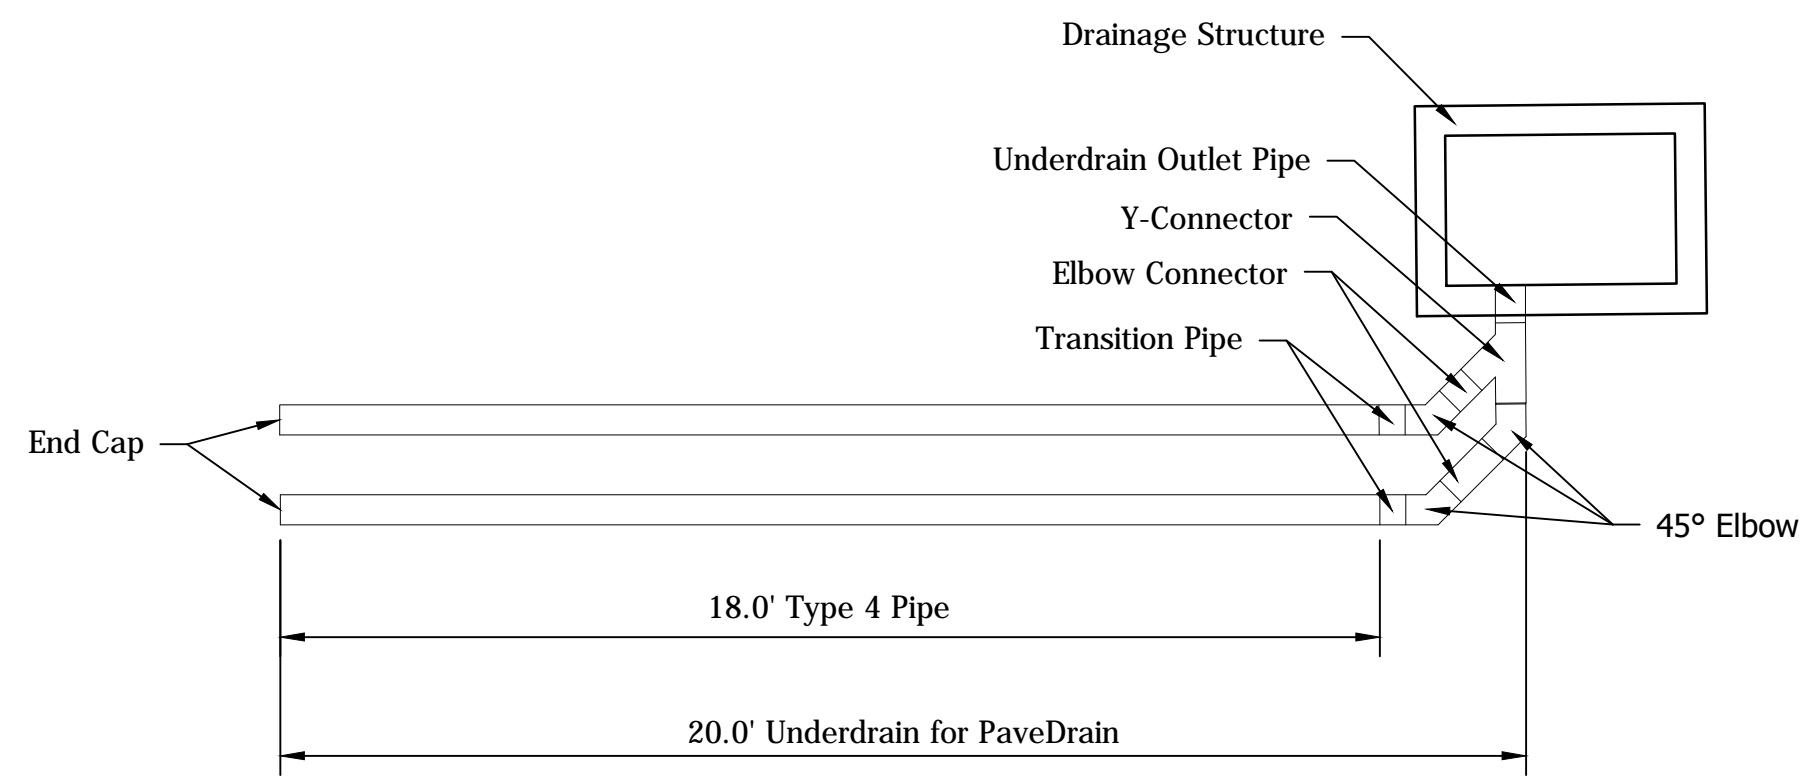 Drainage Structure
Underdrain Outlet Pipe
Y-Connector
Elbow Connector
Transition Pipe
End Cap
45° Elbow
18.0' Type 4 Pipe
20.0' Underdrain for PaveDrain